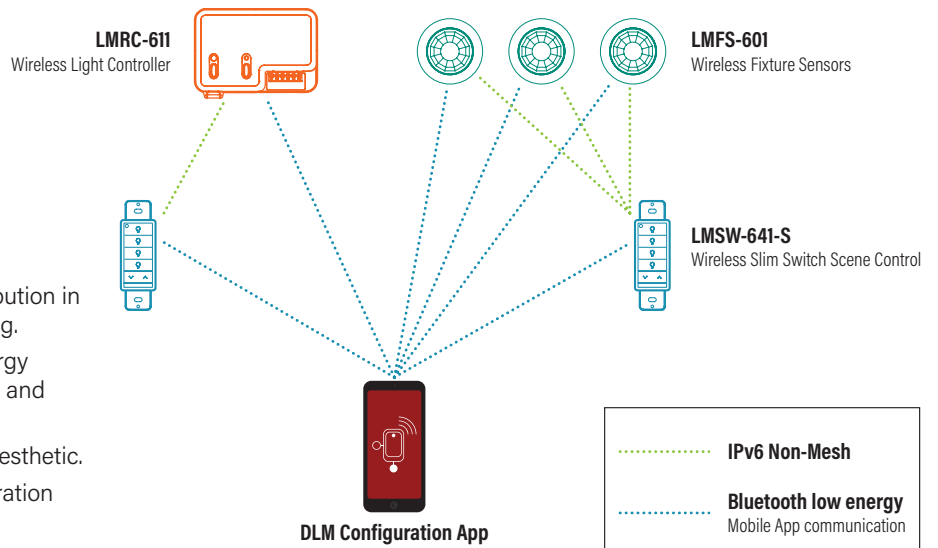 LMRC-611
Wireless Light Controller
LMFS-601
Wireless Fixture Sensors
LMSW-641-S
Wireless Slim Switch Scene Control
DLM Configuration App
IPv6 Non-Mesh
Bluetooth low energy
Mobile App communication